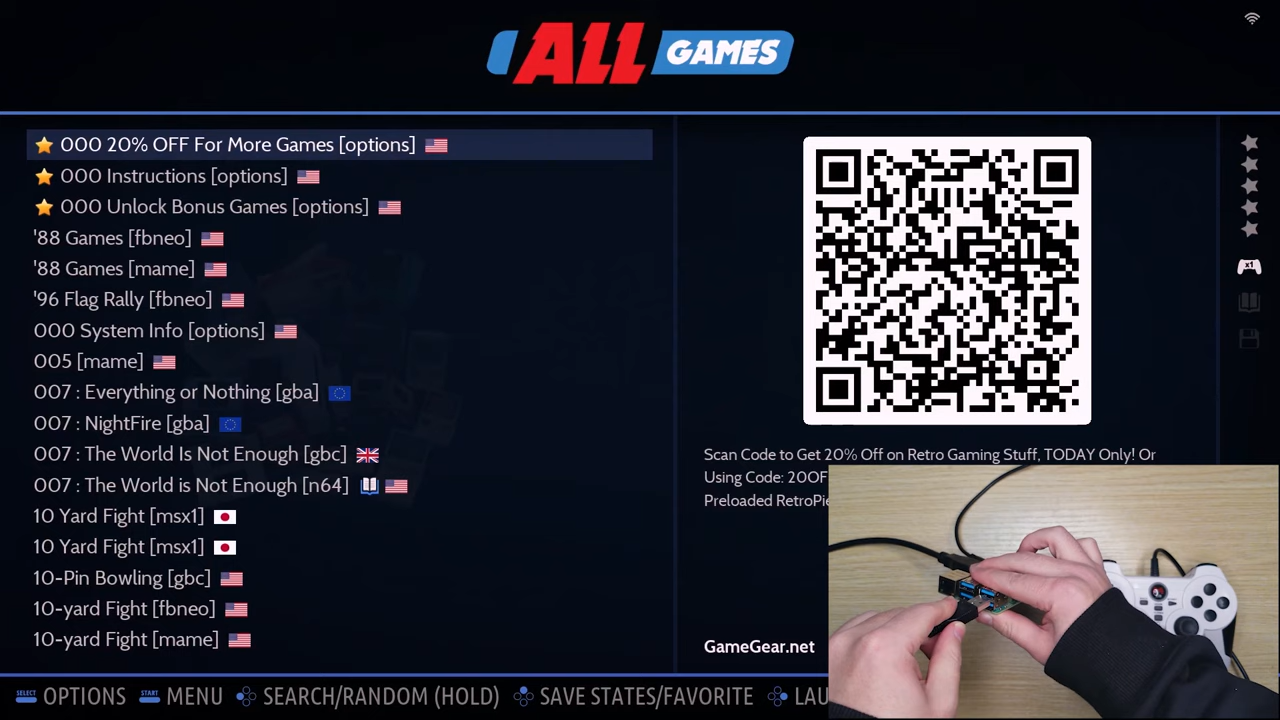 ALL GAMES
000 20% OFF For More Games [options]
000 Instructions [options]
000 Unlock Bonus Games [options]
'88 Games [fbneo]
'88 Games [mame]
'96 Flag Rally [fbneo]
000 System Info [options]
005 [mame]
007 : Everything or Nothing [gba]
007 : NightFire [gba]
007 : The World Is Not Enough [gbc]
007 : The World is Not Enough [n64]
10 Yard Fight [msx1]
10 Yard Fight [msx1]
10-Pin Bowling [gbc]
10-yard Fight [fbneo]
10-yard Fight [mame]
x1
Scan Code to Get 20% Off on Retro Gaming Stuff, TODAY Only! Or
Using Code: 20OF
Preloaded RetroPie
GameGear.net
SELECT OPTIONS START MENU SEARCH/RANDOM (HOLD) SAVE STATES/FAVORITE LAU